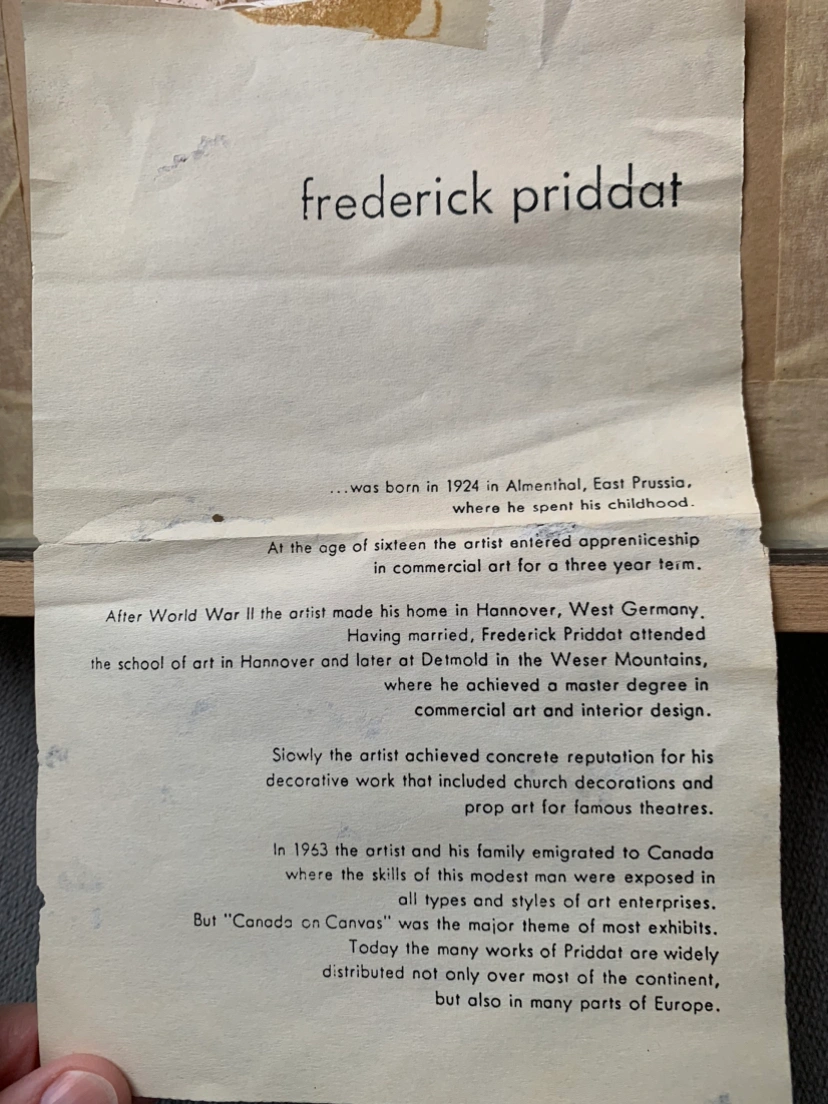 frederick priddat
...was born in 1924 in Almenthal, East Prussia,
where he spent his childhood.
At the age of sixteen the artist entered apprenticeship
in commercial art for a three year term.
After World War II the artist made his home in Hannover, West Germany.
Having married, Frederick Priddat attended
the school of art in Hannover and later at Detmold in the Weser Mountains,
where he achieved a master degree in
commercial art and interior design.
Slowly the artist achieved concrete reputation for his
decorative work that included church decorations and
prop art for famous theatres.
In 1963 the artist and his family emigrated to Canada
where the skills of this modest man were exposed in
all types and styles of art enterprises.
But "Canada on Canvas" was the major theme of most exhibits.
Today the many works of Priddat are widely
distributed not only over most of the continent,
but also in many parts of Europe.